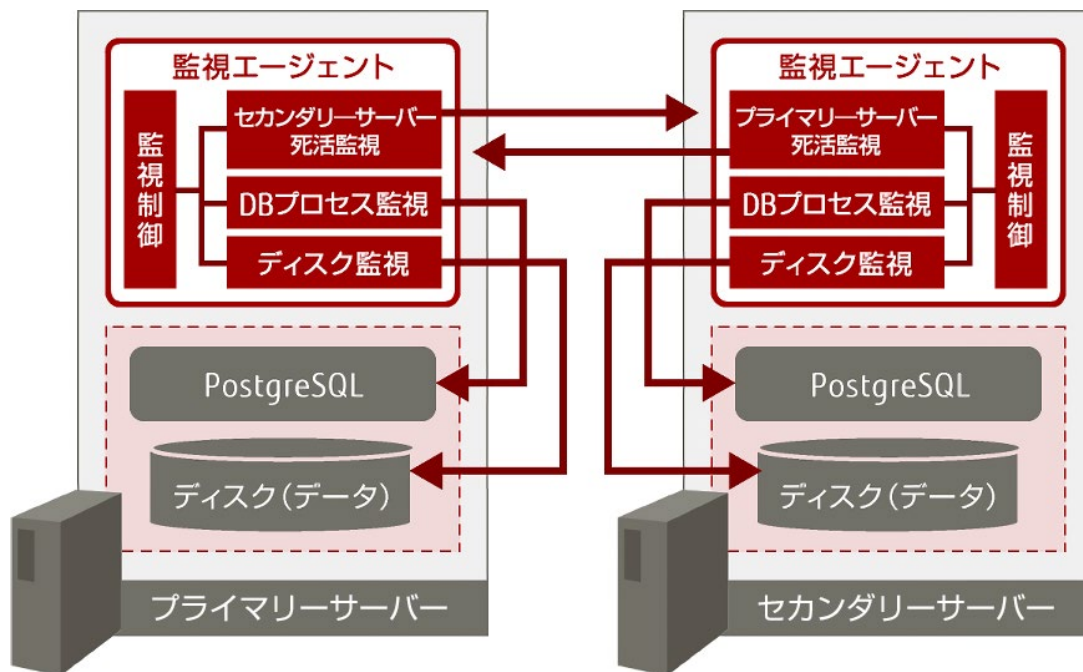 監視エージェント
監視制御
セカンダリーサーバー
死活監視
DBプロセス監視
ディスク監視
PostgreSQL
ディスク(データ)
プライマリーサーバー
監視エージェント
プライマリーサーバー
死活監視
DBプロセス監視
ディスク監視
監視制御
PostgreSQL
ディスク(データ)
セカンダリーサーバー